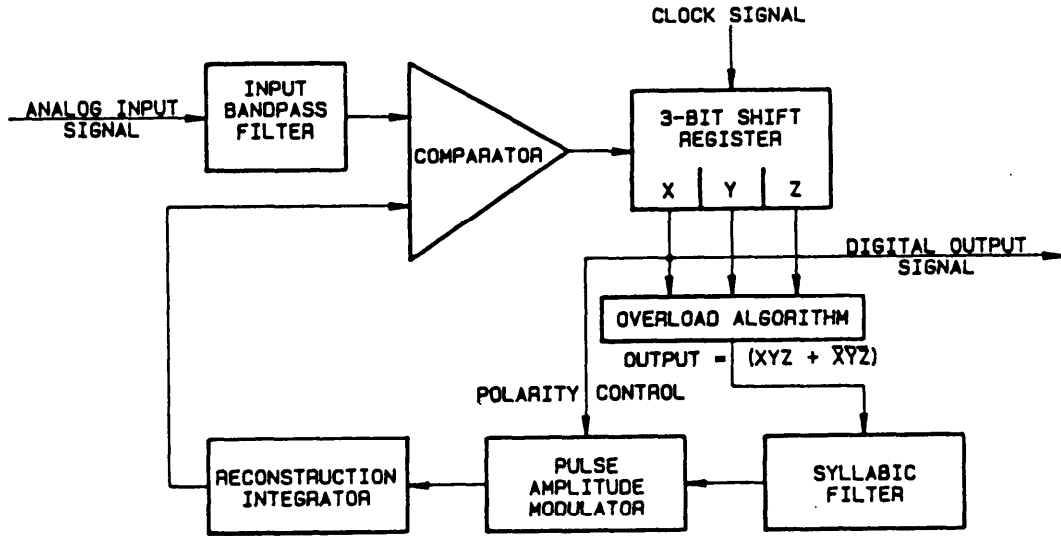 CLOCK SIGNAL
INPUT
BANDPASS
FILTER
ANALOG INPUT
SIGNAL
COMPARATOR
3-BIT SHIFT
REGISTER
X Y Z
DIGITAL OUTPUT
SIGNAL
OVERLOAD ALGORITHM
OUTPUT = (XYZ + X̅Y̅Z̅)
POLARITY CONTROL
RECONSTRUCTION
INTEGRATOR
PULSE
AMPLITUDE
MODULATOR
SYLLABIC
FILTER